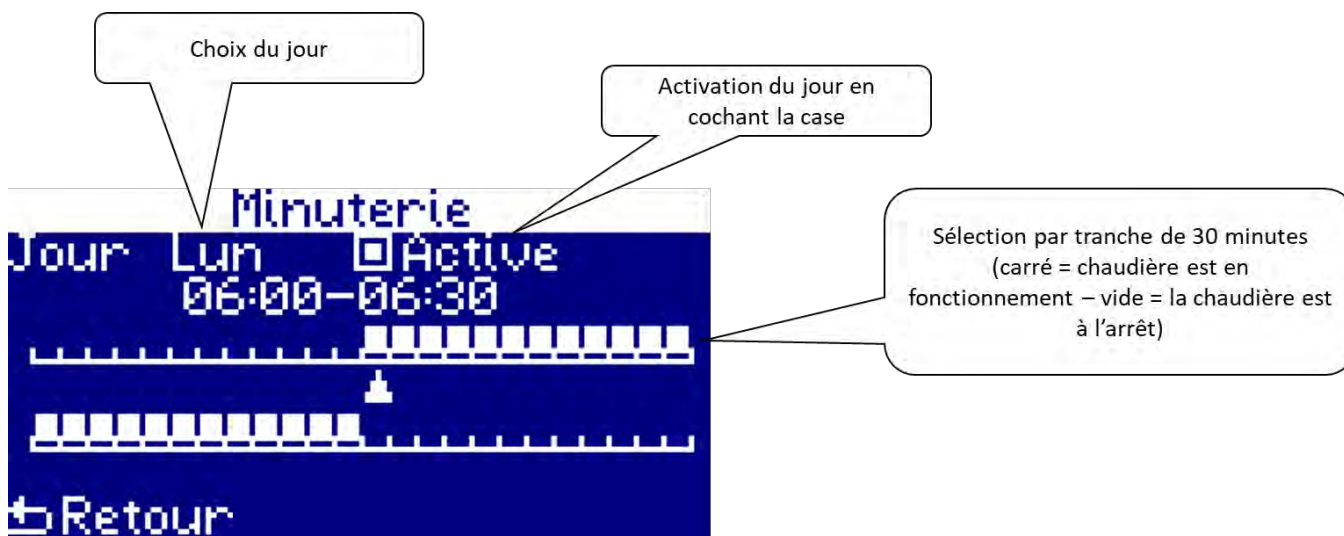 Choix du jour
Activation du jour en
cochant la case
Minuterie
Jour Lun Active
06:00-06:30
Sélection par tranche de 30 minutes
(carré = chaudière est en
fonctionnement – vide = la chaudière est
à l'arrêt)
Retour